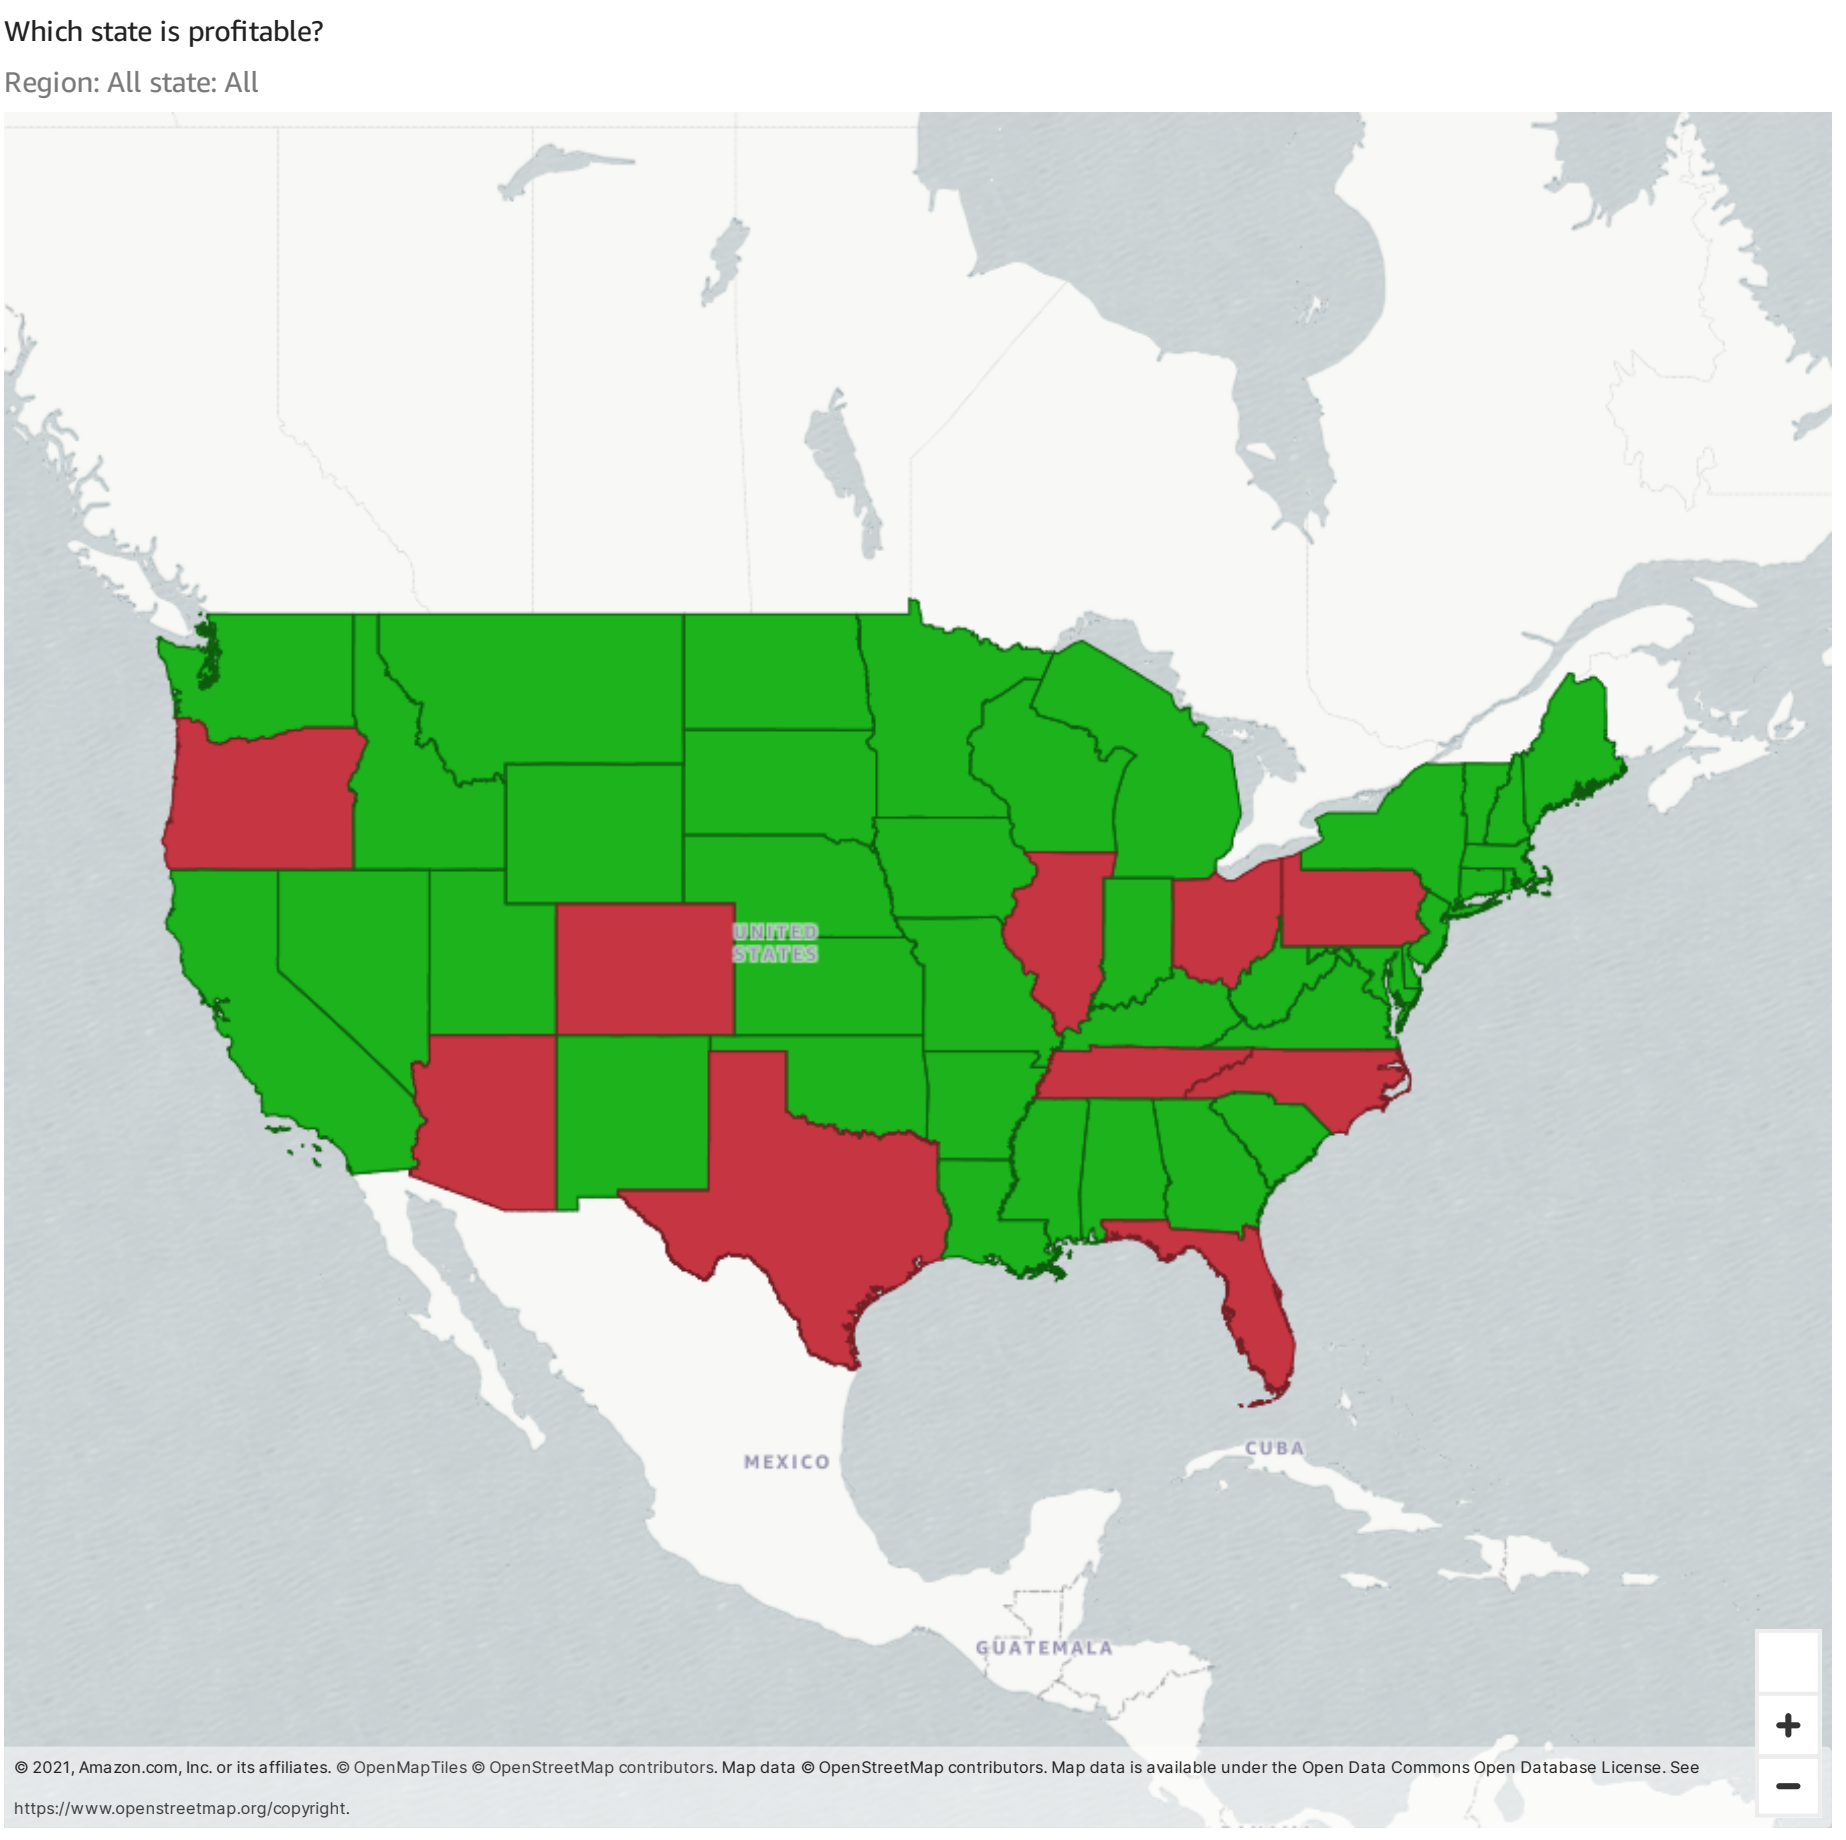 Which state is profitable?
Region: All state: All
UNITED
STATES
MEXICO
CUBA
GUATEMALA
© 2021, Amazon.com, Inc. or its affiliates. © OpenMapTiles © OpenStreetMap contributors. Map data © OpenStreetMap contributors. Map data is available under the Open Data Commons Open Database License. See
https://www.openstreetmap.org/copyright.